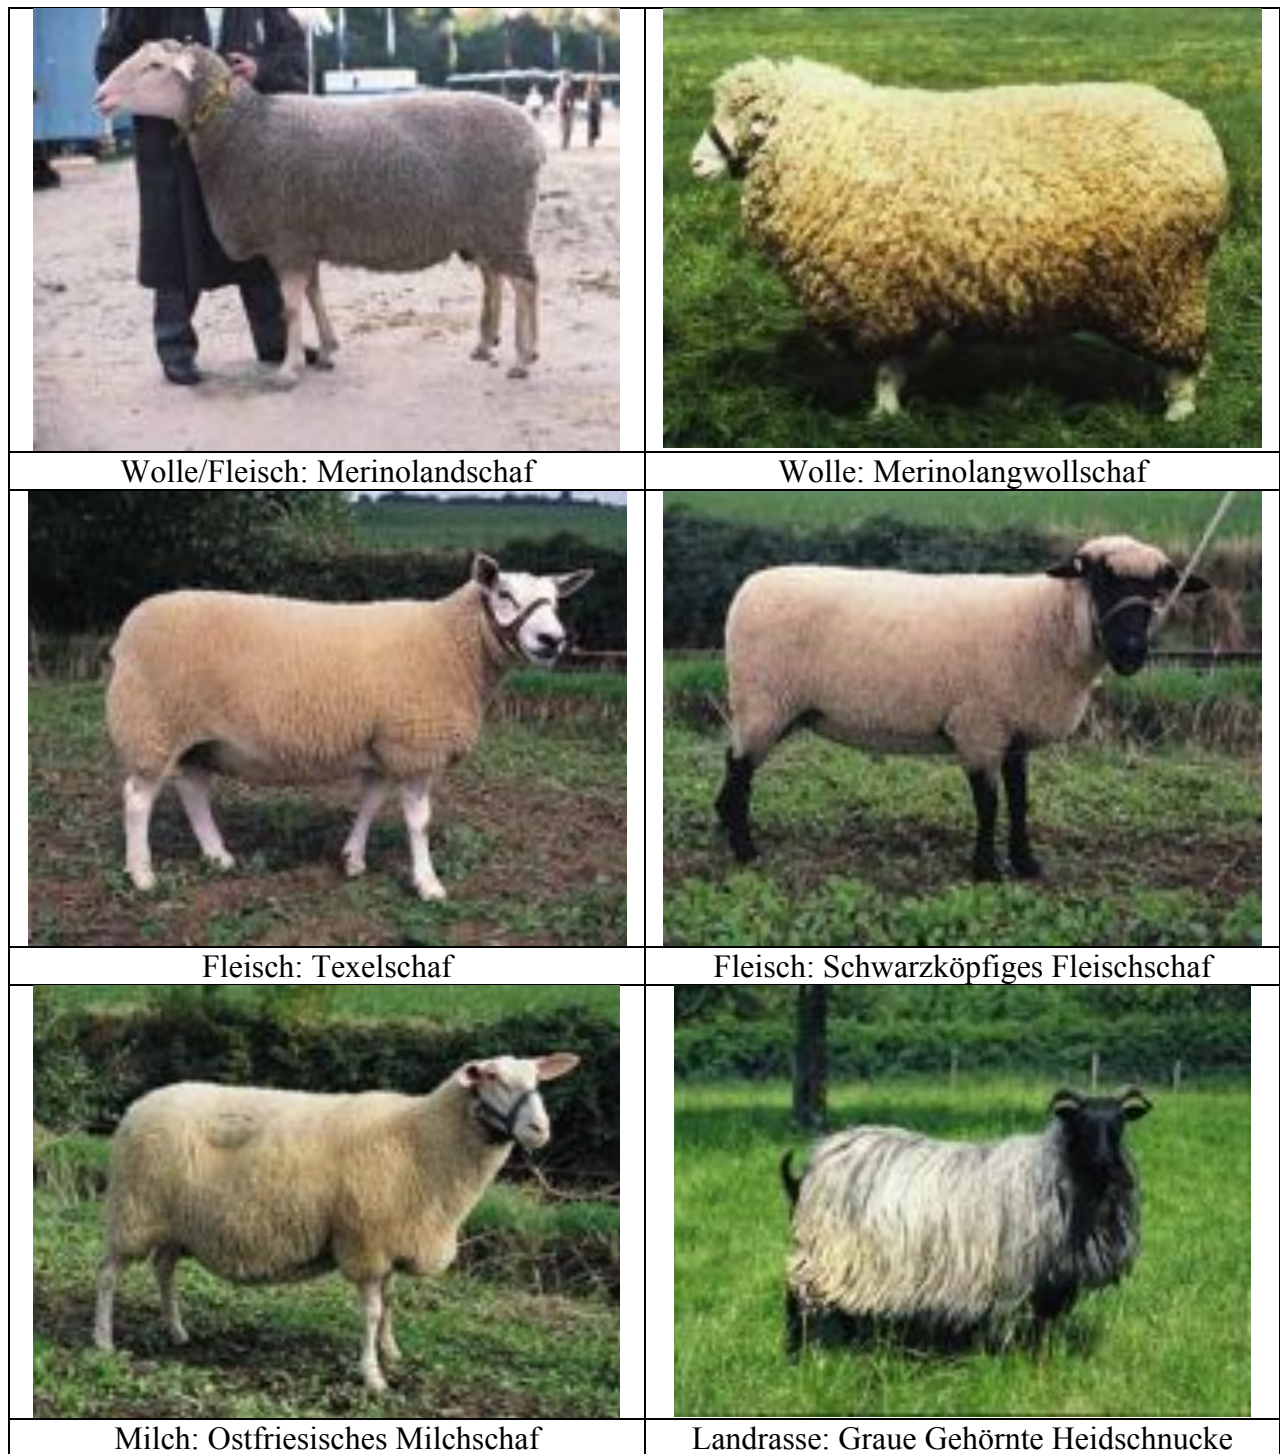 Wolle/Fleisch: Merinolandschaf
Wolle: Merinolangwollschaf
Fleisch: Texelschaf
Fleisch: Schwarzköpfiges Fleischschaf
Milch: Ostfriesisches Milchschaf
Landrasse: Graue Gehörnte Heidschnucke